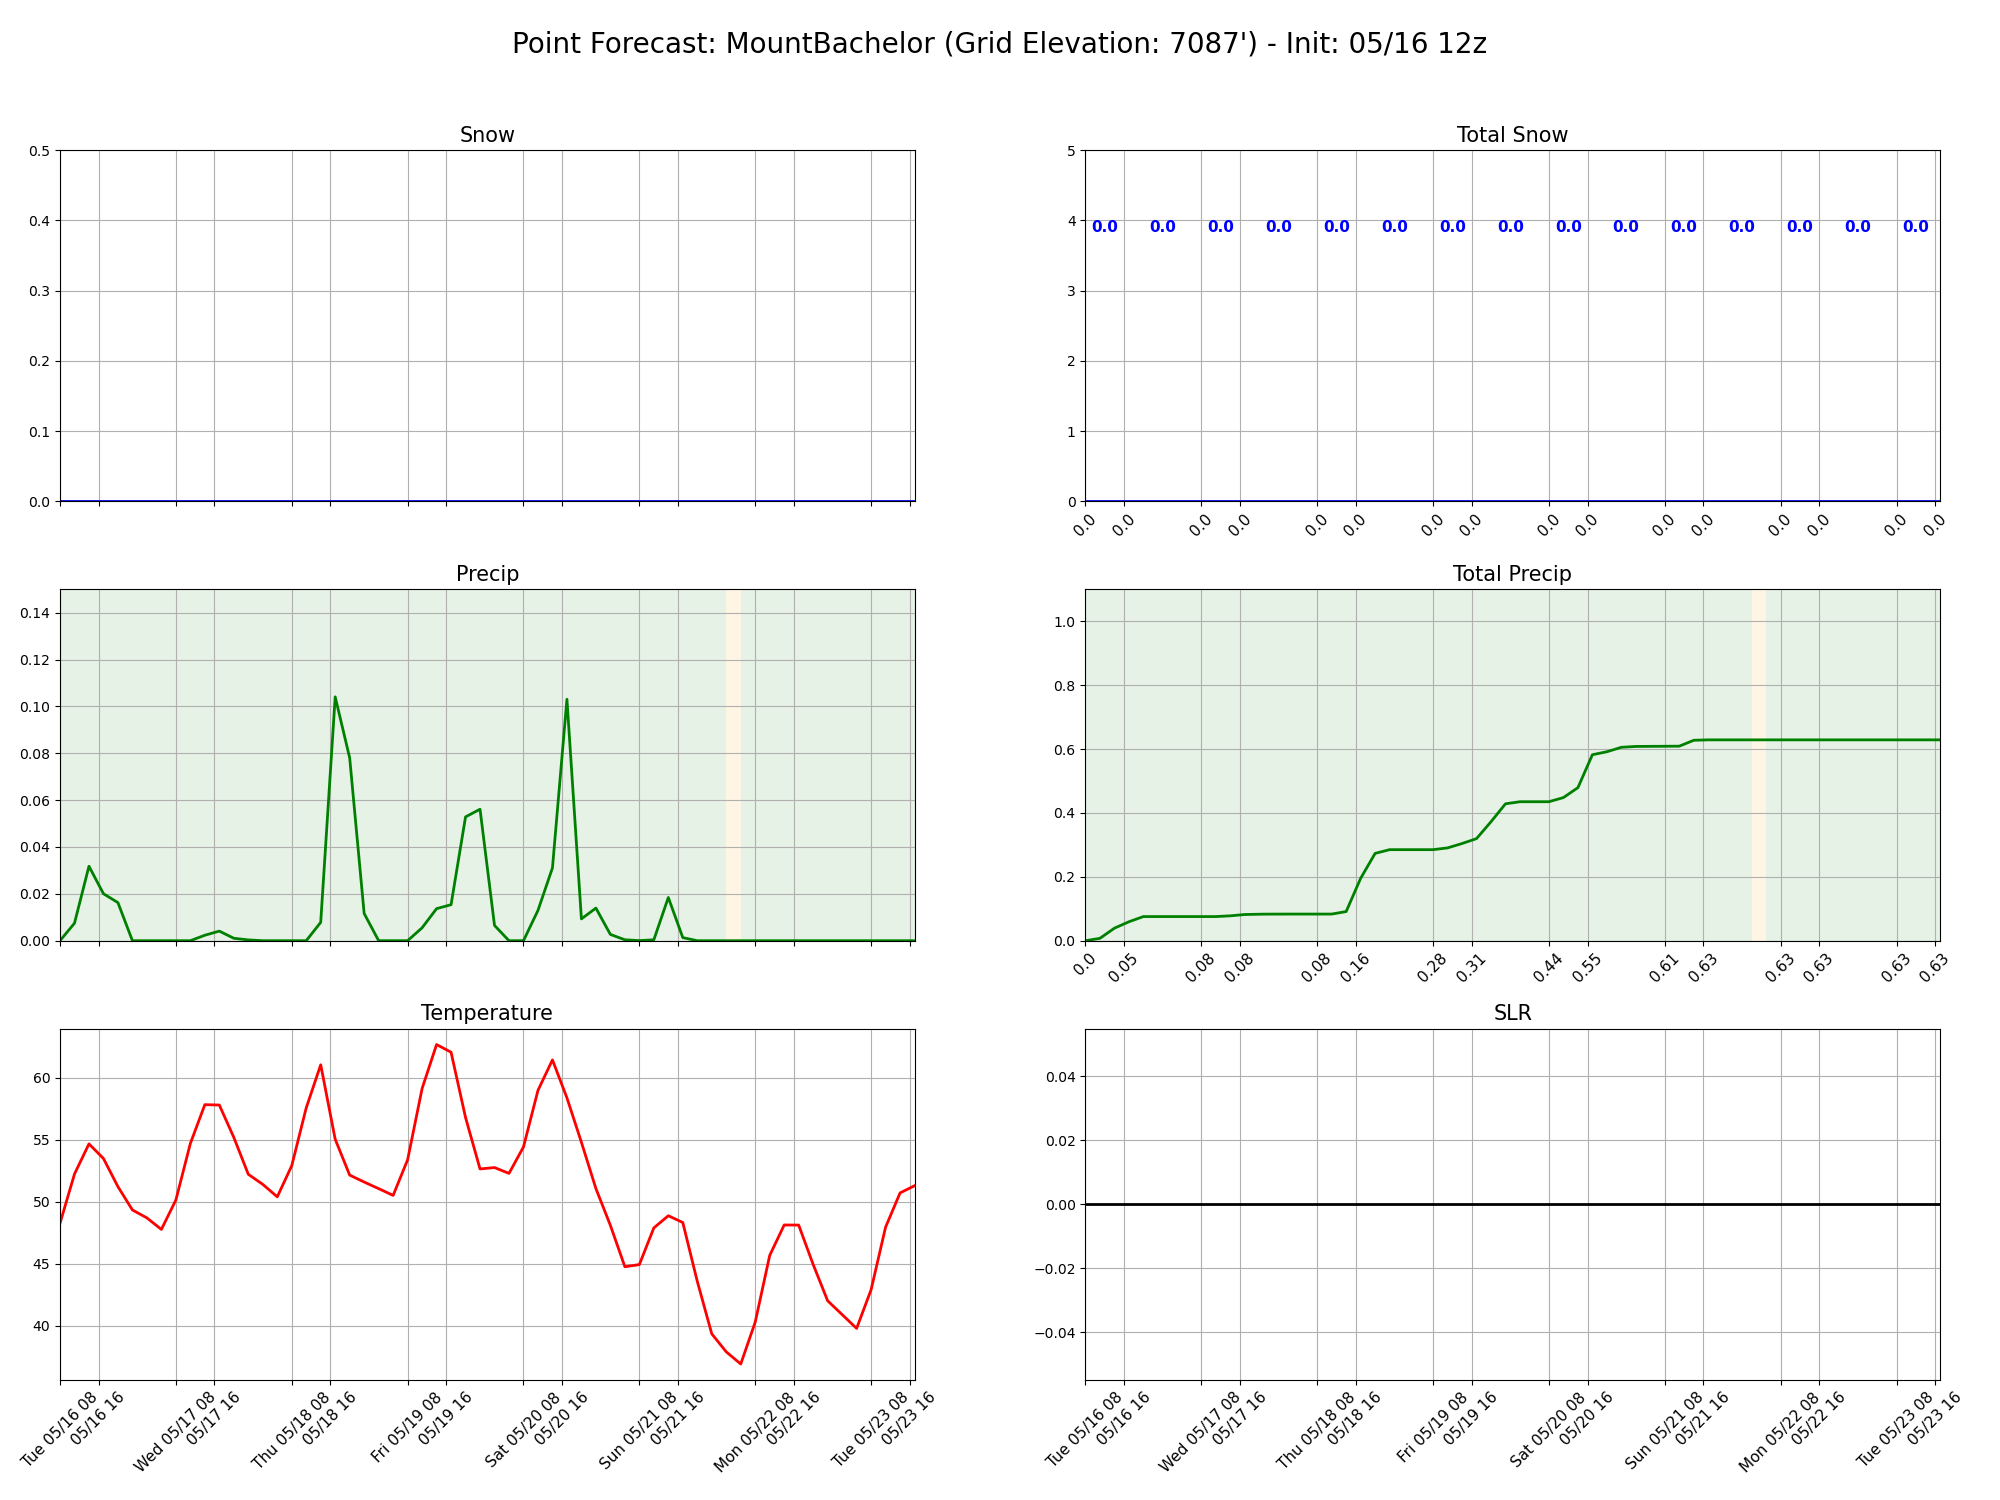 Point Forecast: MountBachelor (Grid Elevation: 7087') - Init: 05/16 12z
Snow
0.5
0.4
0.3
0.2
0.1
0.0
Total Snow
5
4
3
2
1
0
0.0 0.0 0.0 0.0 0.0 0.0 0.0 0.0 0.0 0.0 0.0 0.0 0.0 0.0 0.0
0.0 0.0 0.0 0.0 0.0 0.0 0.0 0.0 0.0 0.0 0.0 0.0 0.0 0.0 0.0 0.0
Precip
0.14
0.12
0.10
0.08
0.06
0.04
0.02
0.00
Total Precip
1.0
0.8
0.6
0.4
0.2
0.0
0.0 0.05 0.08 0.08 0.08 0.16 0.28 0.31 0.44 0.55 0.61 0.63 0.63 0.63 0.63 0.63
Temperature
60
55
50
45
40
Tue 05/16 08
05/16 16
Wed 05/17 08
05/17 16
Thu 05/18 08
05/18 16
Fri 05/19 08
05/19 16
Sat 05/20 08
05/20 16
Sun 05/21 08
05/21 16
Mon 05/22 08
05/22 16
Tue 05/23 08
05/23 16
SLR
0.04
0.02
0.00
−0.02
−0.04
Tue 05/16 08
05/16 16
Wed 05/17 08
05/17 16
Thu 05/18 08
05/18 16
Fri 05/19 08
05/19 16
Sat 05/20 08
05/20 16
Sun 05/21 08
05/21 16
Mon 05/22 08
05/22 16
Tue 05/23 08
05/23 16